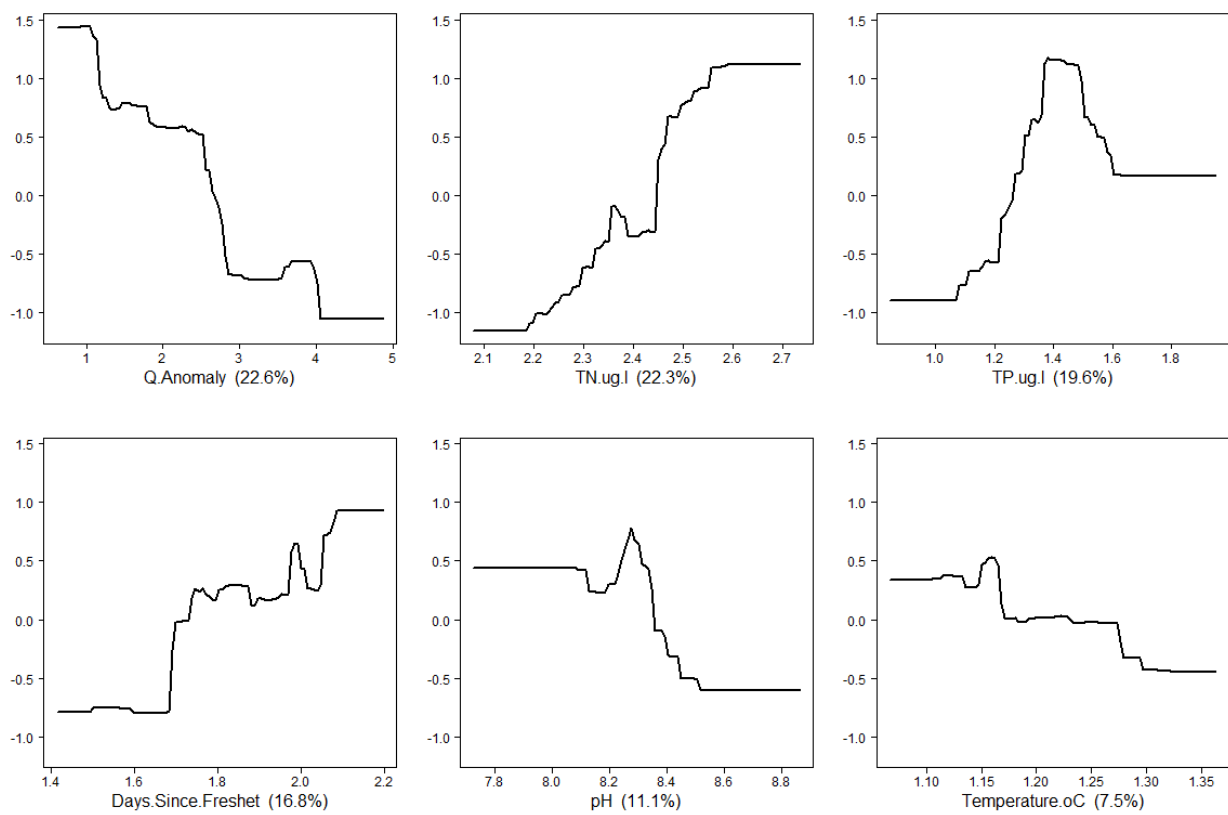 1.5 1.5 1.5
1.0 1.0 1.0
0.5 0.5 0.5
0.0 0.0 0.0
-0.5 -0.5 -0.5
-1.0 -1.0 -1.0
1 2 3 4 5 2.1 2.2 2.3 2.4 2.5 2.6 2.7 1.0 1.2 1.4 1.6 1.8
Q.Anomaly (22.6%) TN.ug.l (22.3%) TP.ug.l (19.6%)
1.5 1.5 1.5
1.0 1.0 1.0
0.5 0.5 0.5
0.0 0.0 0.0
-0.5 -0.5 -0.5
-1.0 -1.0 -1.0
1.4 1.6 1.8 2.0 2.2 7.8 8.0 8.2 8.4 8.6 8.8 1.10 1.15 1.20 1.25 1.30 1.35
Days.Since.Freshet (16.8%) pH (11.1%) Temperature.oC (7.5%)